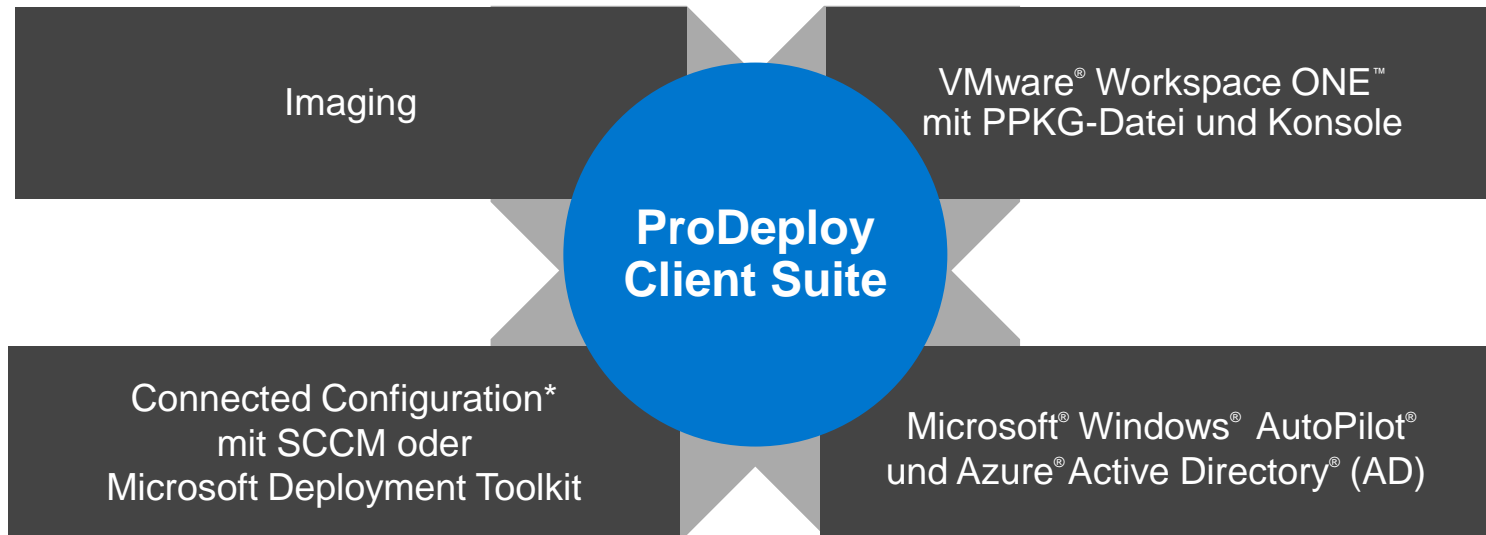 Imaging
VMware® Workspace ONE™
mit PPKG-Datei und Konsole
ProDeploy
Client Suite
Connected Configuration*
mit SCCM oder
Microsoft Deployment Toolkit
Microsoft® Windows® AutoPilot®
und Azure® Active Directory® (AD)